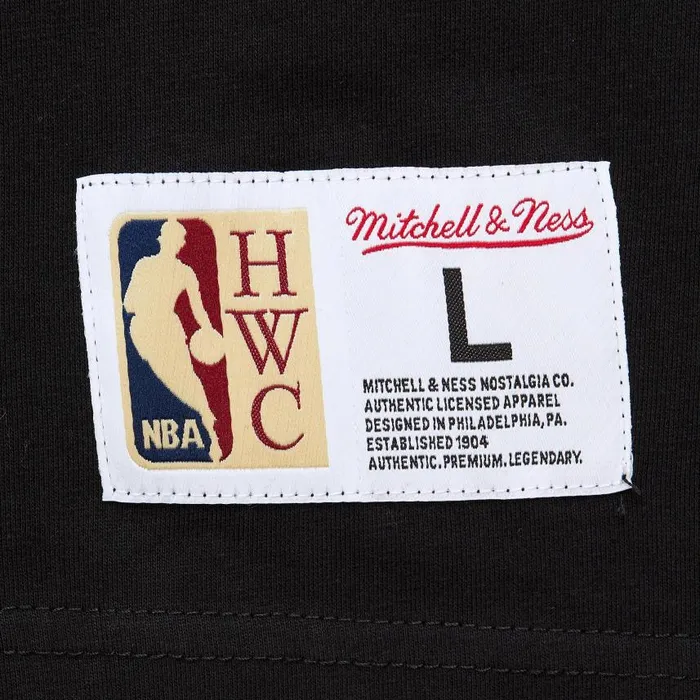 NBA
H
W
C
Mitchell & Ness
L
MITCHELL & NESS NOSTALGIA CO.
AUTHENTIC LICENSED APPAREL
DESIGNED IN PHILADELPHIA, PA.
ESTABLISHED 1904
AUTHENTIC. PREMIUM. LEGENDARY.